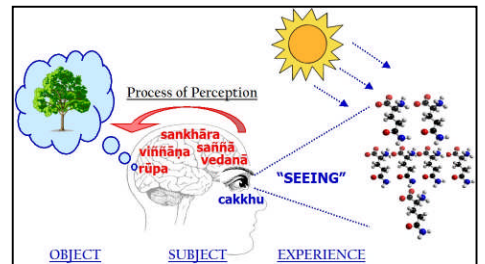 Process of Perception
sankhāra
viññāṇa saññā
rūpa vedanā
cakkhu
"SEEING"
OBJECT SUBJECT EXPERIENCE